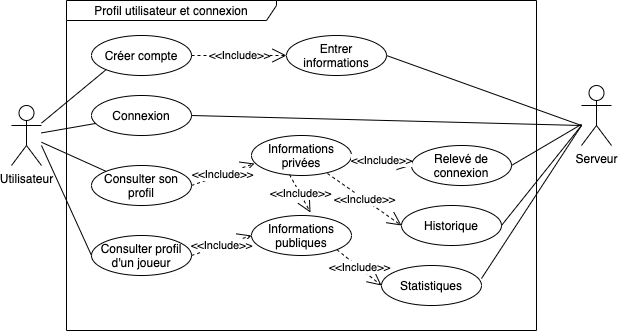 Profil utilisateur et connexion
Créer compte
<<Include>>
Entrer
informations
Connexion
Utilisateur
Serveur
Informations
privées
<<Include>>
Relevé de
connexion
Consulter son
profil
<<Include>>
<<Include>>
<<Include>>
Historique
Informations
publiques
Consulter profil
d'un joueur
<<Include>>
<<Include>>
Statistiques